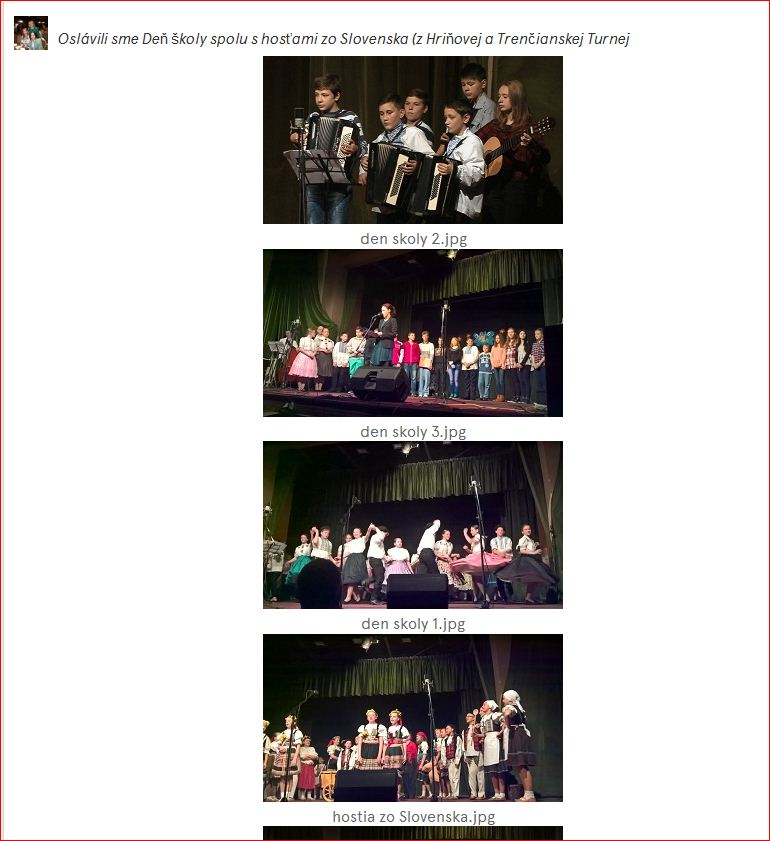 Oslávili sme Deň školy spolu s hosťami zo Slovenska (z Hriňovej a Trenčianskej Turnej
den skoly 2.jpg
den skoly 3.jpg
den skoly 1.jpg
hostia zo Slovenska.jpg